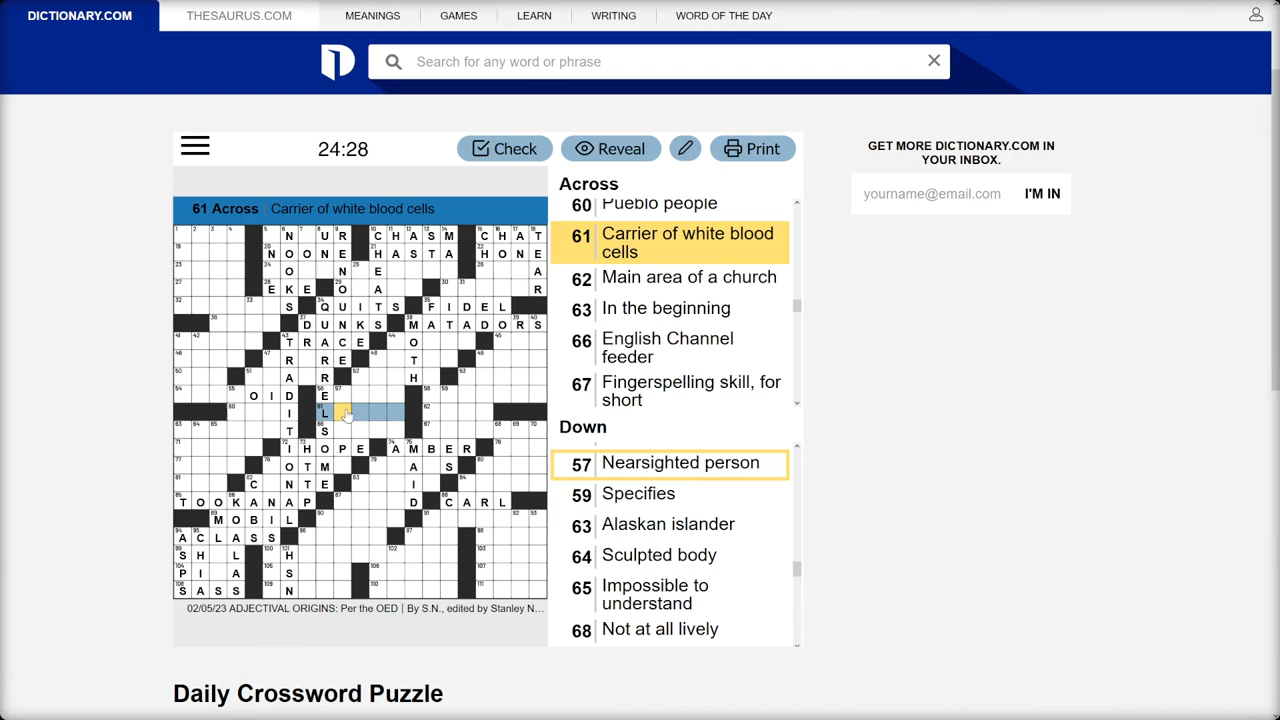 DICTIONARY.COM
THESAURUS.COM
MEANINGS
GAMES
LEARN
WRITING
WORD OF THE DAY
Search for any word or phrase
24:28
Check
Reveal
Print
61 Across Carrier of white blood cells
Across
60 Pueblo people
61 Carrier of white blood
cells
62 Main area of a church
63 In the beginning
66 English Channel
feeder
67 Fingerspelling skill, for
short
Down
57 Nearsighted person
59 Specifies
63 Alaskan islander
64 Sculpted body
65 Impossible to
understand
68 Not at all lively
N U R C H A S M C H A T
N O O N E H A S T A H O N E
O N E A
E K E O A R
S Q U I T S F I D E L
D U N K S M A T A D O R S
T R A C E O
R R E T
A R H
O I D E
I L
T S
I H O P E A M B E R
O T M A S
C N T E I
T O O K A N A P D C A R L
M O B I L
A C L A S S
S H L H
P I A S
S A S S N
02/05/23 ADJECTIVAL ORIGINS: Per the OED | By S.N., edited by Stanley N...
GET MORE DICTIONARY.COM IN
YOUR INBOX.
yourname@email.com
I'M IN
Daily Crossword Puzzle